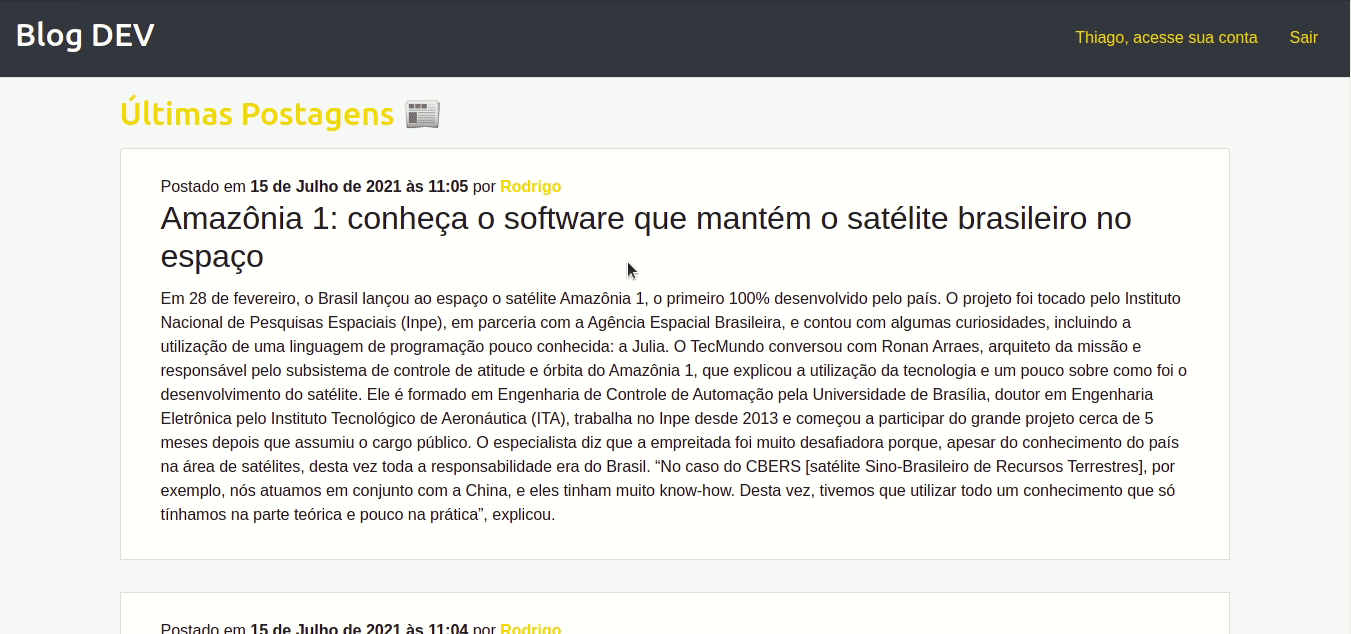 Blog DEV
Thiago, acesse sua conta
Sair
Últimas Postagens
Postado em 15 de Julho de 2021 às 11:05 por Rodrigo
Amazônia 1: conheça o software que mantém o satélite brasileiro no
espaço
Em 28 de fevereiro, o Brasil lançou ao espaço o satélite Amazônia 1, o primeiro 100% desenvolvido pelo país. O projeto foi tocado pelo Instituto
Nacional de Pesquisas Espaciais (Inpe), em parceria com a Agência Espacial Brasileira, e contou com algumas curiosidades, incluindo a
utilização de uma linguagem de programação pouco conhecida: a Julia. O TecMundo conversou com Ronan Arraes, arquiteto da missão e
responsável pelo subsistema de controle de atitude e órbita do Amazônia 1, que explicou a utilização da tecnologia e um pouco sobre como foi o
desenvolvimento do satélite. Ele é formado em Engenharia de Controle de Automação pela Universidade de Brasília, doutor em Engenharia
Eletrônica pelo Instituto Tecnológico de Aeronáutica (ITA), trabalha no Inpe desde 2013 e começou a participar do grande projeto cerca de 5
meses depois que assumiu o cargo público. O especialista diz que a empreitada foi muito desafiadora porque, apesar do conhecimento do país
na área de satélites, desta vez toda a responsabilidade era do Brasil. “No caso do CBERS [satélite Sino-Brasileiro de Recursos Terrestres], por
exemplo, nós atuamos em conjunto com a China, e eles tinham muito know-how. Desta vez, tivemos que utilizar todo um conhecimento que só
tínhamos na parte teórica e pouco na prática”, explicou.
Postado em 15 de Julho de 2021 às 11:04 por Rodrigo